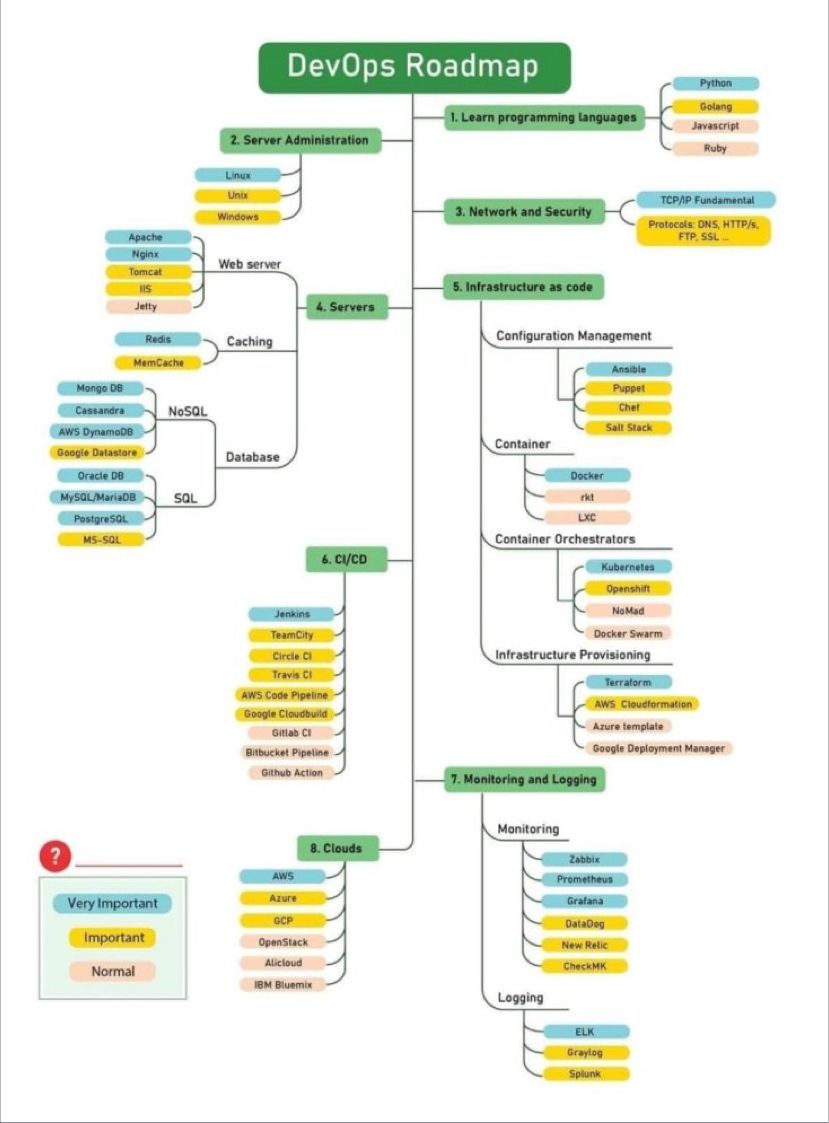 DevOps Roadmap
1. Learn programming languages
Python
Golang
Javascript
Ruby
2. Server Administration
Linux
Unix
Windows
3. Network and Security
TCP/IP Fundamental
Protocols: DNS, HTTP/s,
FTP, SSL ...
4. Servers
Web server
Apache
Nginx
Tomcat
IIS
Jetty
Caching
Redis
MemCache
Database
NoSQL
Mongo DB
Cassandra
AWS DynamoDB
Google Datastore
SQL
Oracle DB
MySQL/MariaDB
PostgreSQL
MS-SQL
5. Infrastructure as code
Configuration Management
Ansible
Puppet
Chef
Salt Stack
Container
Docker
rkt
LXC
Container Orchestrators
Kubernetes
Openshift
NoMad
Docker Swarm
Infrastructure Provisioning
Terraform
AWS Cloudformation
Azure template
Google Deployment Manager
6. CI/CD
Jenkins
TeamCity
Circle CI
Travis CI
AWS Code Pipeline
Google Cloudbuild
Gitlab CI
Bitbucket Pipeline
Github Action
7. Monitoring and Logging
Monitoring
Zabbix
Prometheus
Grafana
DataDog
New Relic
CheckMK
Logging
ELK
Graylog
Splunk
8. Clouds
AWS
Azure
GCP
OpenStack
Alicloud
IBM Bluemix
?
Very Important
Important
Normal